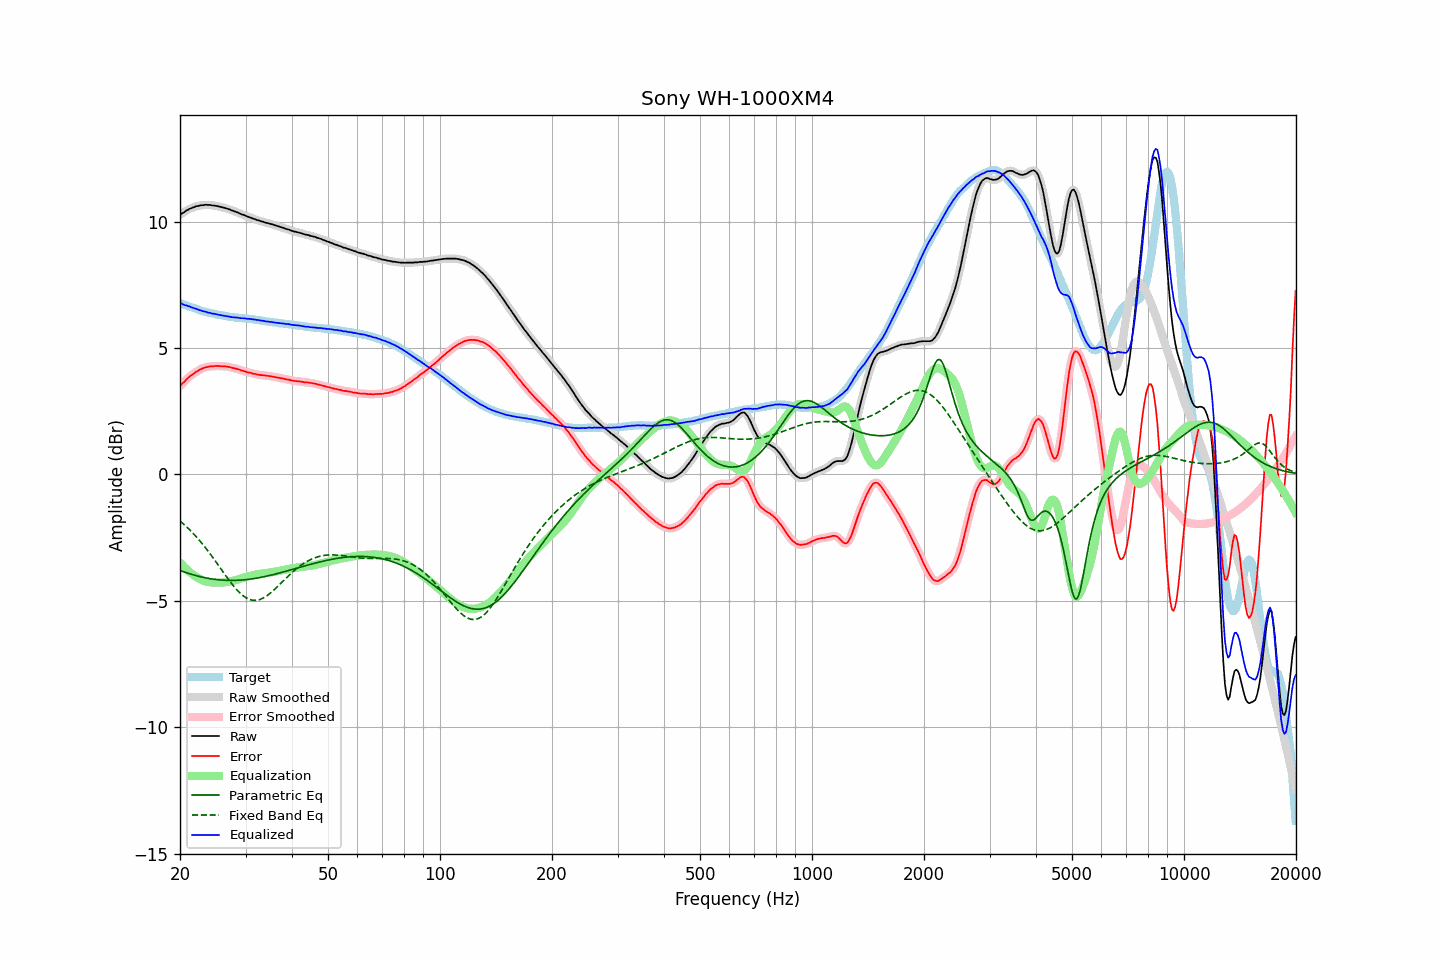 Sony WH-1000XM4
Amplitude (dBr)
10
5
0
−5
−10
−15
Target
Raw Smoothed
Error Smoothed
Raw
Error
Equalization
Parametric Eq
Fixed Band Eq
Equalized
20 50 100 200 500 1000 2000 5000 10000 20000
Frequency (Hz)